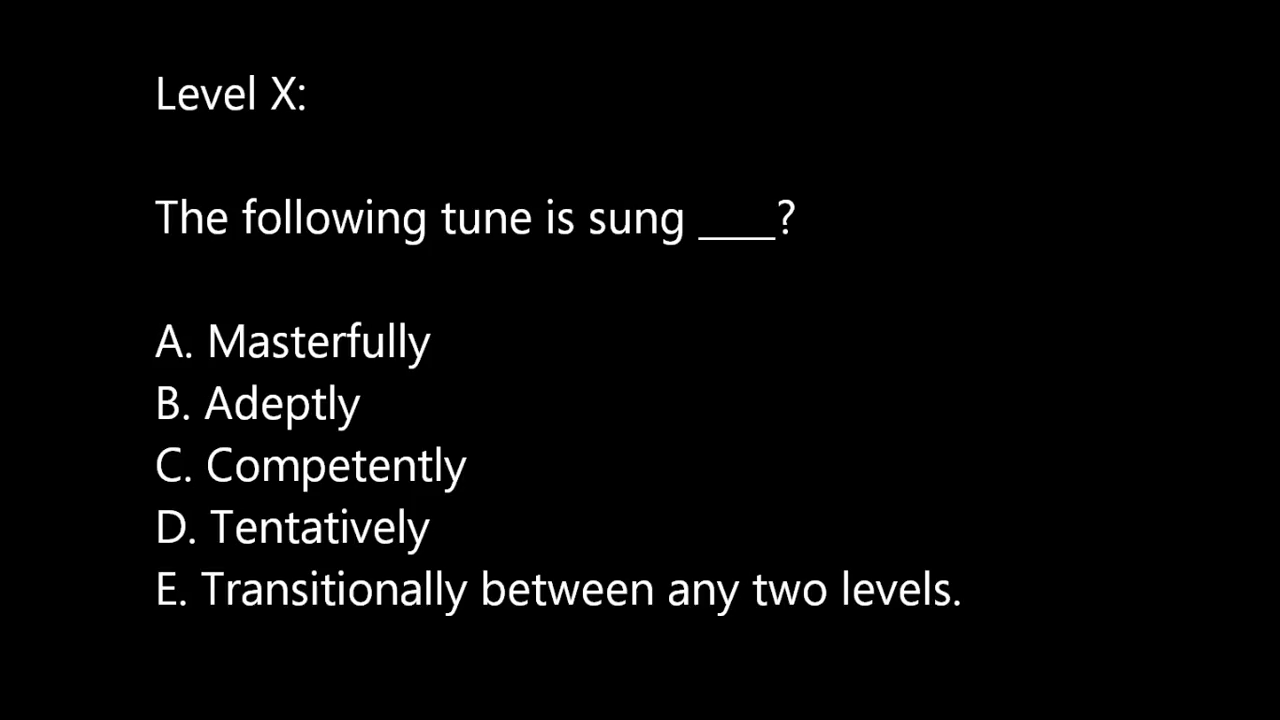 Level X:
The following tune is sung ____?
A. Masterfully
B. Adeptly
C. Competently
D. Tentatively
E. Transitionally between any two levels.